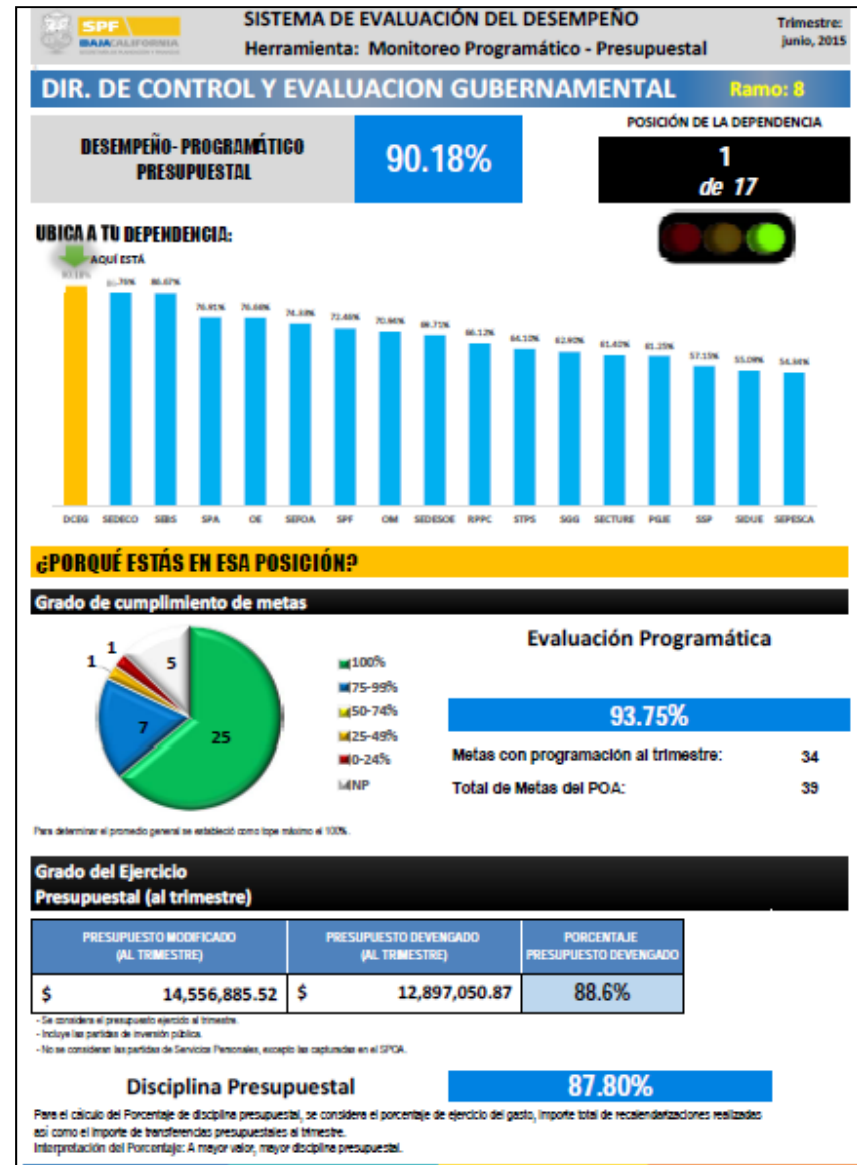 SPF
BAJACALIFORNIA
SISTEMA DE EVALUACIÓN DEL DESEMPEÑO
Herramienta: Monitoreo Programático - Presupuestal
Trimestre:
junio, 2015
DIR. DE CONTROL Y EVALUACION GUBERNAMENTAL
Ramo: 8
DESEMPEÑO- PROGRAMÁTICO
PRESUPUESTAL
90.18%
POSICIÓN DE LA DEPENDENCIA
1
de 17
UBICA A TU DEPENDENCIA:
AQUÍ ESTÁ
90.18% 86.67% 76.91% 76.68% 74.33% 72.46% 69.71% 66.12% 64.10% 62.90% 61.40% 61.25% 57.15% 55.09%
DCEG SEDECO SEBS SPA OE SEFOA SPF OM SEDESOE RPPC STPS SGG SECTURE PGJE SSP SIDUE SEPESCA
¿PORQUÉ ESTÁS EN ESA POSICIÓN?
Grado de cumplimiento de metas
1
1
5
7
25
100%
75-99%
50-74%
25-49%
0-24%
NP
Evaluación Programática
93.75%
Metas con programación al trimestre: 34
Total de Metas del POA: 39
Para determinar el promedio general se estableció como tope máximo el 100%.
Grado del Ejercicio
Presupuestal (al trimestre)
PRESUPUESTO MODIFICADO
(AL TRIMESTRE)
PRESUPUESTO DEVENGADO
(AL TRIMESTRE)
PORCENTAJE
PRESUPUESTO DEVENGADO
$ 14,556,885.52 $ 12,897,050.87 88.6%
- Se considera el presupuesto ejercido al trimestre.
- Incluye las partidas de inversión pública.
- No se consideran las partidas de Servicios Personales, excepto las capturadas en el SPOA.
Disciplina Presupuestal
87.80%
Para el cálculo del Porcentaje de disciplina presupuestal, se considera el porcentaje de ejercicio del gasto, importe total de recalendarizaciones realizadas
así como el importe de transferencias presupuestales al trimestre.
Interpretación del Porcentaje: A mayor valor, mayor disciplina presupuestal.